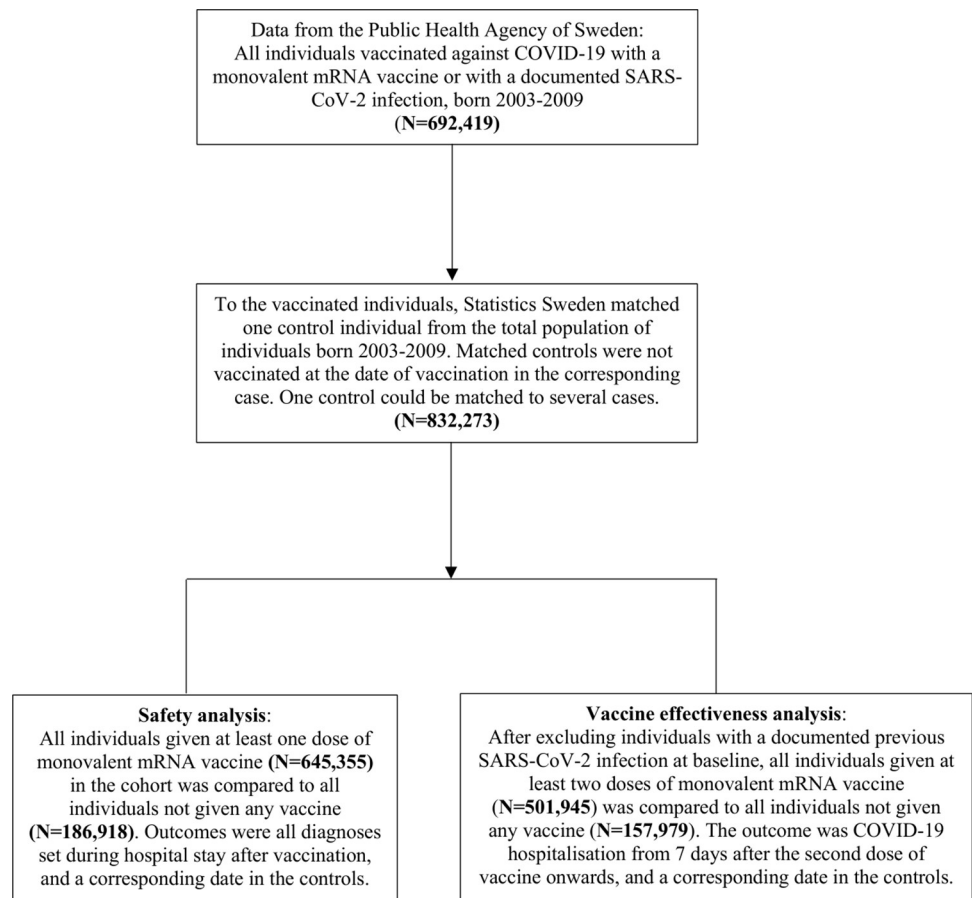 Data from the Public Health Agency of Sweden:
All individuals vaccinated against COVID-19 with a
monovalent mRNA vaccine or with a documented SARS-
CoV-2 infection, born 2003-2009
(N=692,419)
To the vaccinated individuals, Statistics Sweden matched
one control individual from the total population of
individuals born 2003-2009. Matched controls were not
vaccinated at the date of vaccination in the corresponding
case. One control could be matched to several cases.
(N=832,273)
Safety analysis:
All individuals given at least one dose of
monovalent mRNA vaccine (N=645,355)
in the cohort was compared to all
individuals not given any vaccine
(N=186,918). Outcomes were all diagnoses
set during hospital stay after vaccination,
and a corresponding date in the controls.
Vaccine effectiveness analysis:
After excluding individuals with a documented previous
SARS-CoV-2 infection at baseline, all individuals given at
least two doses of monovalent mRNA vaccine
(N=501,945) was compared to all individuals not given
any vaccine (N=157,979). The outcome was COVID-19
hospitalisation from 7 days after the second dose of
vaccine onwards, and a corresponding date in the controls.